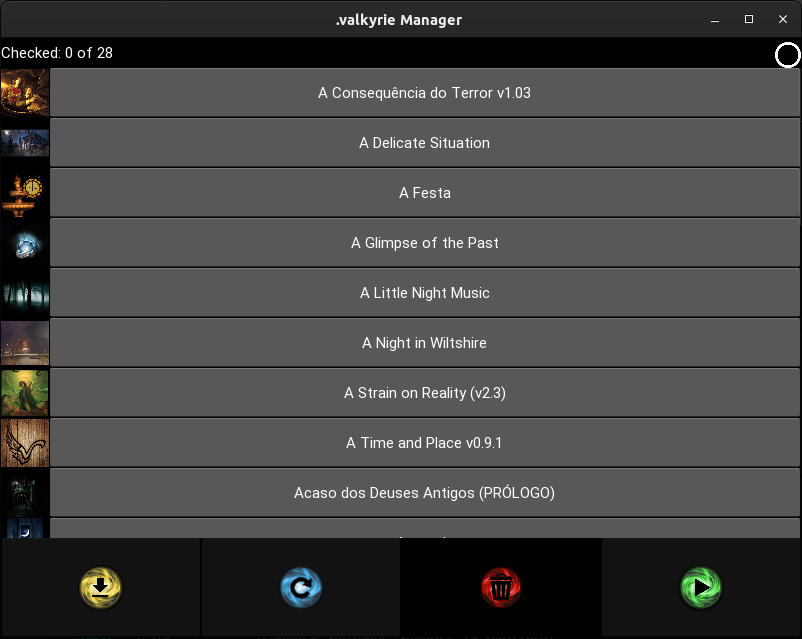 .valkyrie Manager
Checked: 0 of 28
A Consequência do Terror v1.03
A Delicate Situation
A Festa
A Glimpse of the Past
A Little Night Music
A Night in Wiltshire
A Strain on Reality (v2.3)
A Time and Place v0.9.1
Acaso dos Deuses Antigos (PRÓLOGO)